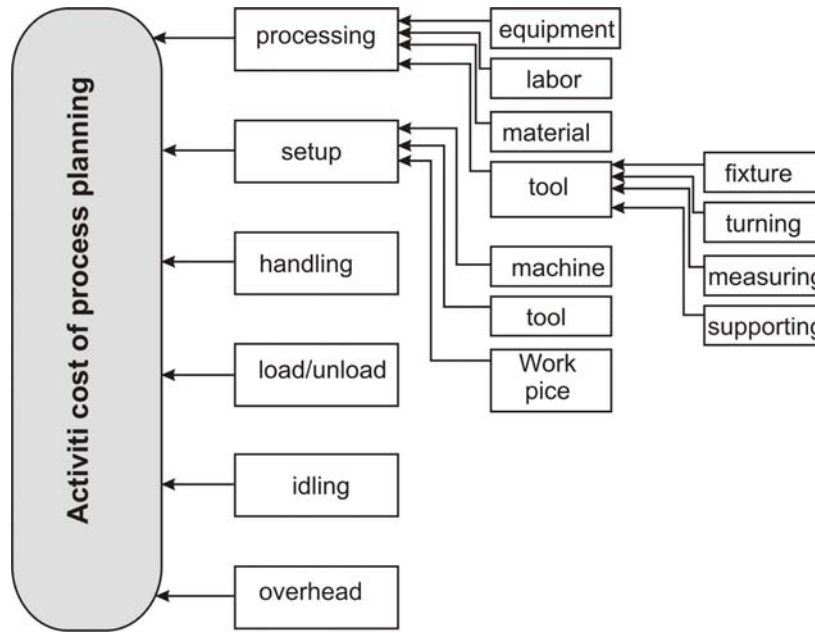 Activiti cost of process planning
processing
setup
handling
load/unload
idling
overhead
equipment
labor
material
tool
machine
tool
Work
pice
fixture
turning
measuring
supporting